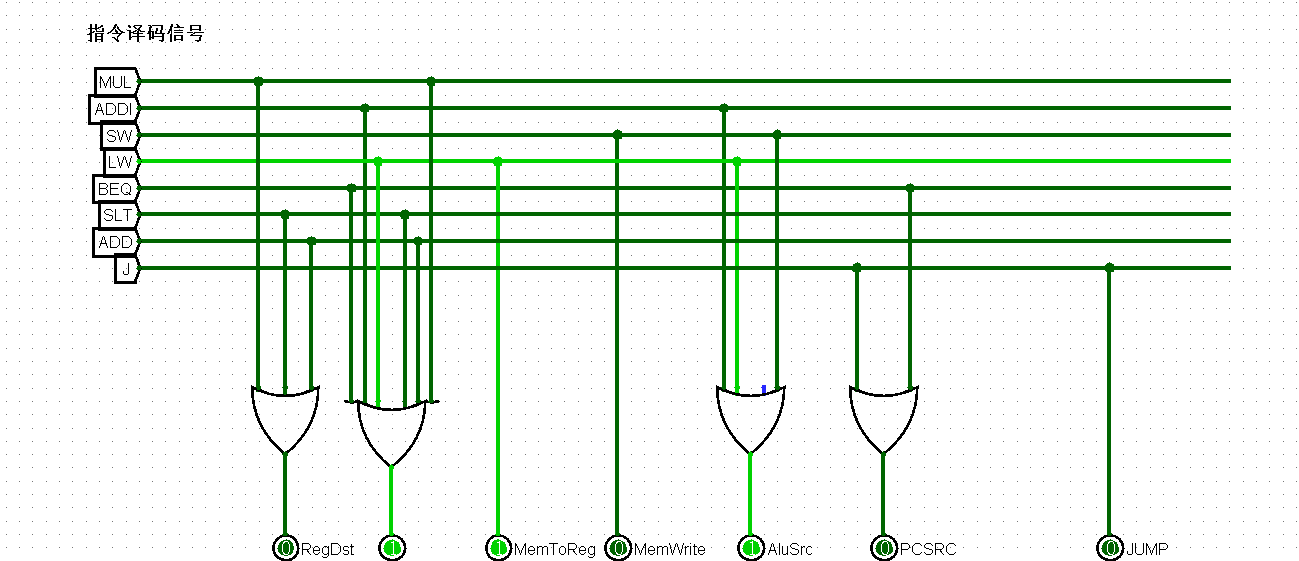 指令译码信号
MUL
ADDI
SW
LW
BEQ
SLT
ADD
J
0 RegDst 1 1 MemToReg 0 MemWrite 1 AluSrc 0 PCSRC 0 JUMP